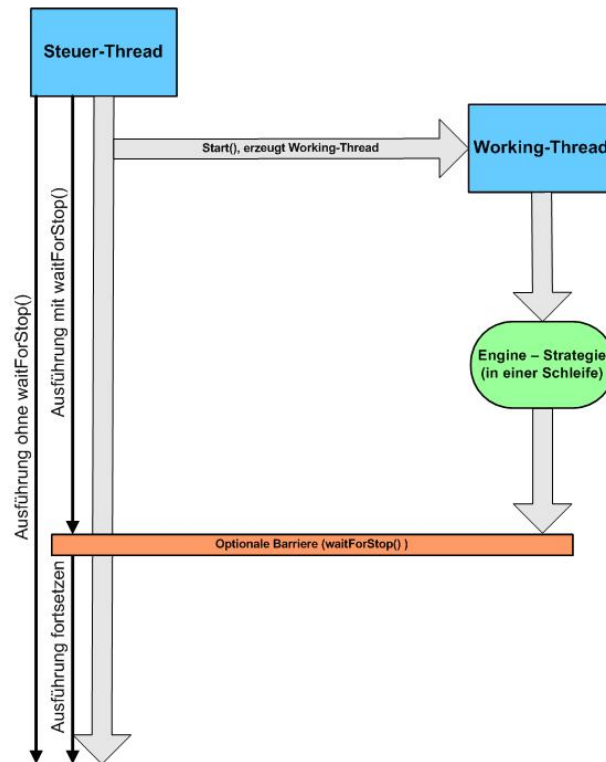 Steuer-Thread
Start(), erzeugt Working-Thread
Working-Thread
Ausführung ohne waitForStop()
Ausführung mit waitForStop()
Engine – Strategie
(in einer Schleife)
Optionale Barriere (waitForStop() )
Ausführung fortsetzen